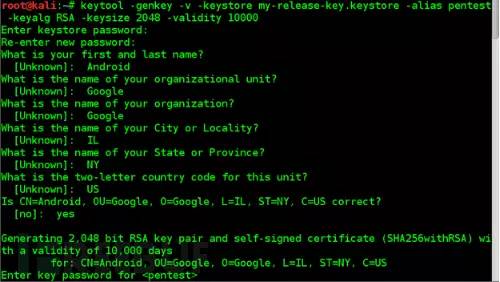 root@kali:~# keytool -genkey -v -keystore my-release-key.keystore -alias pentest
-keyalg RSA -keysize 2048 -validity 10000
Enter keystore password:
Re-enter new password:
What is your first and last name?
[Unknown]: Android
What is the name of your organizational unit?
[Unknown]: Google
What is the name of your organization?
[Unknown]: Google
What is the name of your City or Locality?
[Unknown]: IL
What is the name of your State or Province?
[Unknown]: NY
What is the two-letter country code for this unit?
[Unknown]: US
Is CN=Android, OU=Google, O=Google, L=IL, ST=NY, C=US correct?
[no]: yes
Generating 2,048 bit RSA key pair and self-signed certificate (SHA256withRSA) wi
th a validity of 10,000 days
for: CN=Android, OU=Google, O=Google, L=IL, ST=NY, C=US
Enter key password for <pentest>